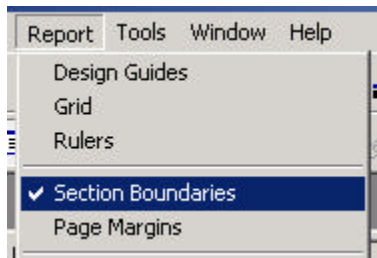 Report Tools Window Help
Design Guides
Grid
Rulers
Section Boundaries
Page Margins